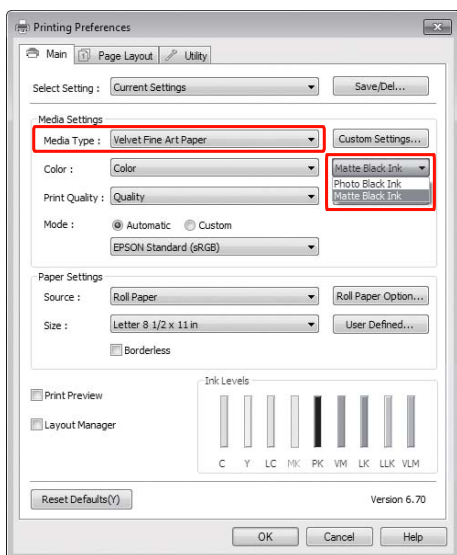 Printing Preferences
Main Page Layout Utility
Select Setting : Current Settings Save/Del...
Media Settings
Media Type : Velvet Fine Art Paper Custom Settings...
Color : Color Matte Black Ink
Photo Black Ink
Print Quality : Quality Matte Black Ink
Mode : Automatic Custom
EPSON Standard (sRGB)
Paper Settings
Source : Roll Paper Roll Paper Option...
Size : Letter 8 1/2 x 11 in User Defined...
Borderless
Ink Levels
Print Preview
Layout Manager
C Y LC MK PK VM LK LLK VLM
Reset Defaults(Y) Version 6.70
OK Cancel Help